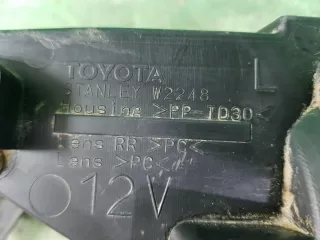 TOYOTA L
STANLEY W2248
Housing >PP-TD30<
Lens RR >PC<
Lens >PC<
12V